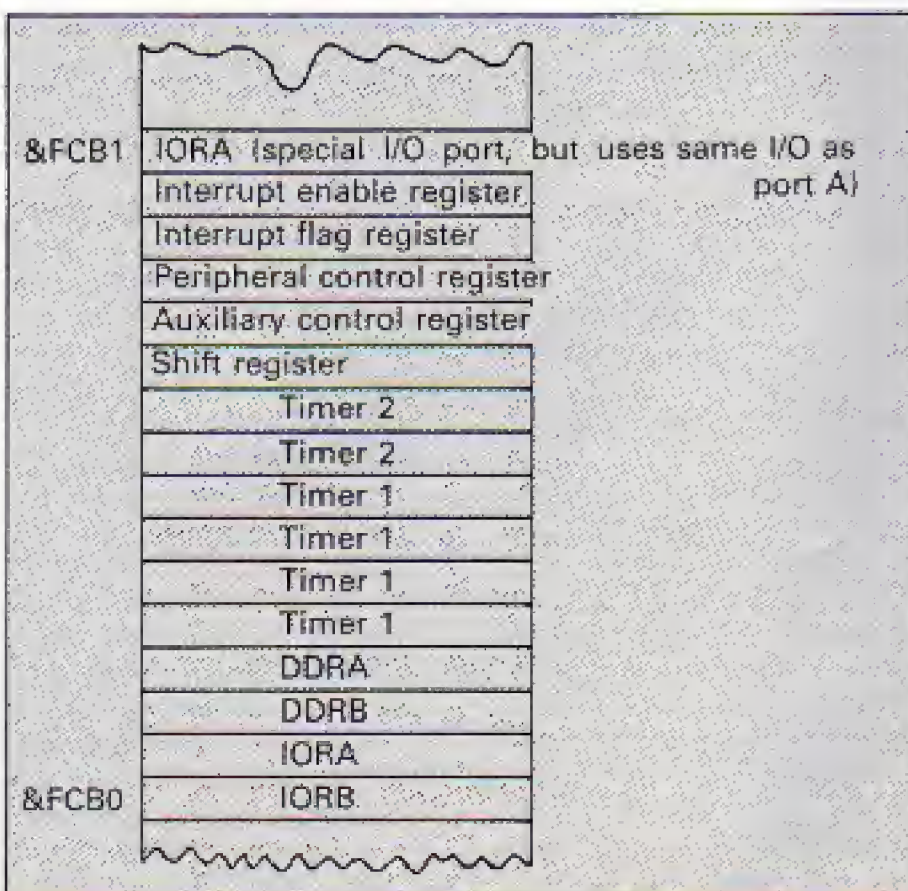 &FCB1 IORA (special I/O port, but uses same I/O as
port A)
Interrupt enable register
Interrupt flag register
Peripheral control register
Auxiliary control register
Shift register
Timer 2
Timer 2
Timer 1
Timer 1
Timer 1
Timer 1
DDRA
DDRB
IORA
&FCB0 IORB